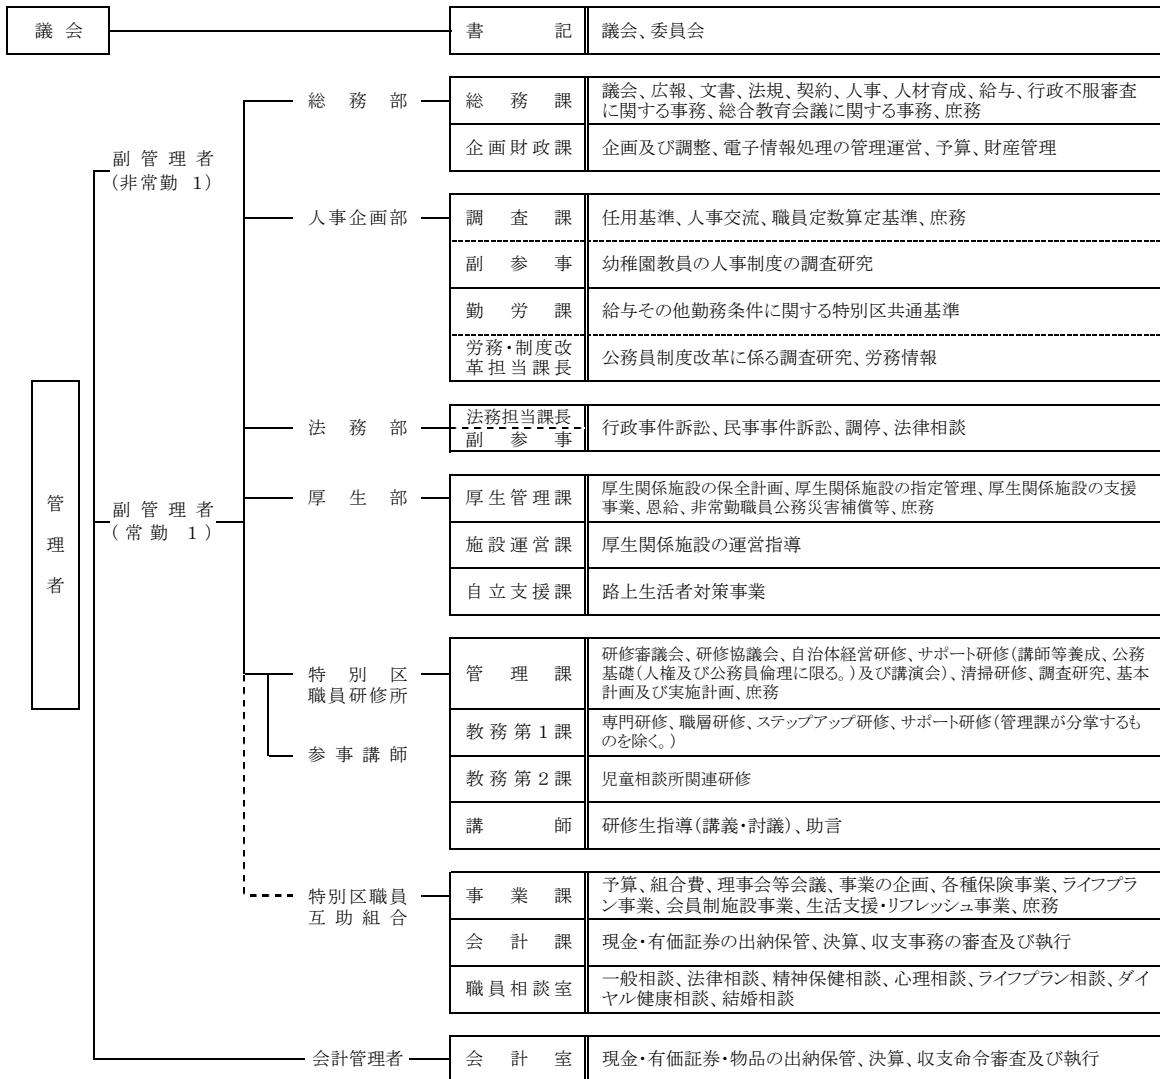 議会
書記
議会、委員会
総務部
総務課
議会、広報、文書、法規、契約、人事、人材育成、給与、行政不服審査
に関する事務、総合教育会議に関する事務、庶務
企画財政課
企画及び調整、電子情報処理の管理運営、予算、財産管理
副管理者
(非常勤 1)
人事企画部
調査課
任用基準、人事交流、職員定数算定基準、庶務
副参事
幼稚園教員の人事制度の調査研究
勤労課
給与その他勤務条件に関する特別区共通基準
労務・制度改
革担当課長
公務員制度改革に係る調査研究、労務情報
法務部
法務担当課長
副参事
行政事件訴訟、民事事件訴訟、調停、法律相談
管理者
副管理者
(常勤 1)
厚生部
厚生管理課
厚生関係施設の保全計画、厚生関係施設の指定管理、厚生関係施設の支援
事業、恩給、非常勤職員公務災害補償等、庶務
施設運営課
厚生関係施設の運営指導
自立支援課
路上生活者対策事業
特別区
職員研修所
管理課
研修審議会、研修協議会、自治体経営研修、サポート研修(講師等養成、公務
基礎(人権及び公務員倫理に限る。)及び講演会)、清掃研修、調査研究、基本
計画及び実施計画、庶務
教務第1課
専門研修、職層研修、ステップアップ研修、サポート研修(管理課が分掌するも
のを除く。)
参事講師
教務第2課
児童相談所関連研修
講師
研修生指導(講義・討議)、助言
特別区職員
互助組合
事業課
予算、組合費、理事会等会議、事業の企画、各種保険事業、ライフプラ
ン事業、会員制施設事業、生活支援・リフレッシュ事業、庶務
会計課
現金・有価証券の出納保管、決算、収支事務の審査及び執行
職員相談室
一般相談、法律相談、精神保健相談、心理相談、ライフプラン相談、ダイ
ヤル健康相談、結婚相談
会計管理者
会計室
現金・有価証券・物品の出納保管、決算、収支命令審査及び執行